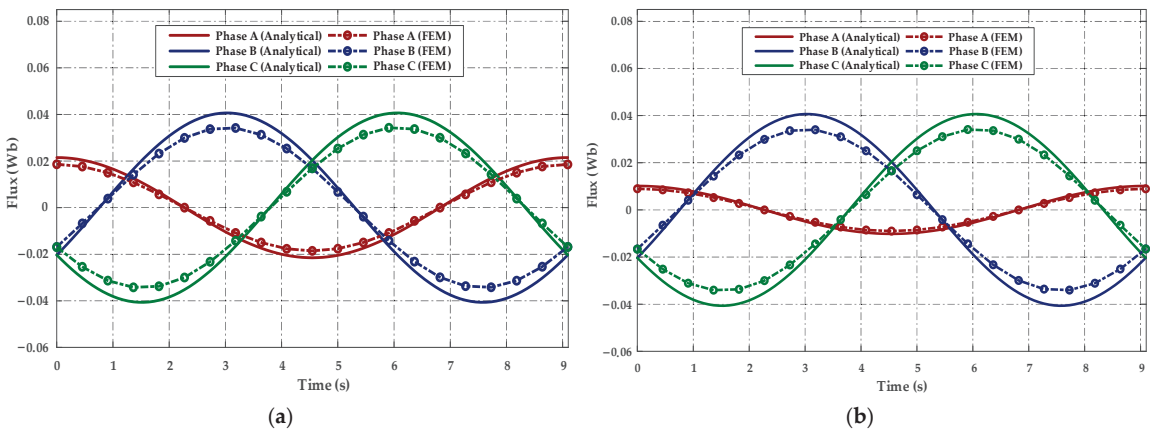 Phase A (Analytical) Phase A (FEM)
Phase B (Analytical) Phase B (FEM)
Phase C (Analytical) Phase C (FEM)
0.08
0.06
0.04
0.02
0
−0.02
−0.04
−0.06
Flux (Wb)
0 1 2 3 4 5 6 7 8 9
Time (s)
(a)
Phase A (Analytical) Phase A (FEM)
Phase B (Analytical) Phase B (FEM)
Phase C (Analytical) Phase C (FEM)
0.08
0.06
0.04
0.02
0
−0.02
−0.04
−0,06
Flux (Wb)
0 1 2 3 4 5 6 7 8 9
Time (s)
(b)